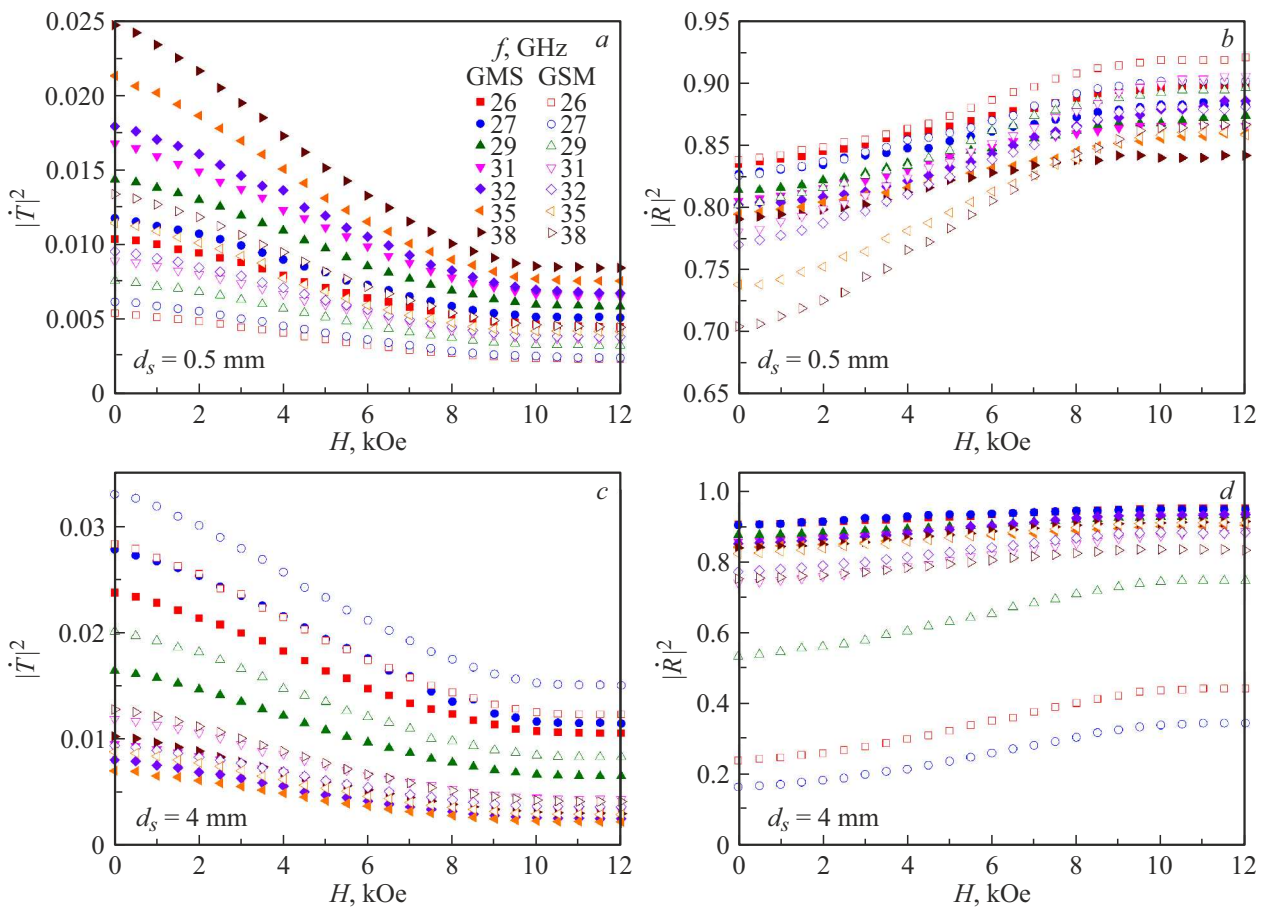 a
f, GHz
GMS GSM
26 26
27 27
29 29
31 31
32 32
35 35
38 38
|Ṫ|²
0.025
0.020
0.015
0.010
0.005
0
d_s = 0.5 mm
0 2 4 6 8 10 12
H, kOe
b
|Ṙ|²
0.95
0.90
0.85
0.80
0.75
0.70
0.65
d_s = 0.5 mm
0 2 4 6 8 10 12
H, kOe
c
|Ṫ|²
0.03
0.02
0.01
0
d_s = 4 mm
0 2 4 6 8 10 12
H, kOe
d
|Ṙ|²
1.0
0.8
0.6
0.4
0.2
0
d_s = 4 mm
0 2 4 6 8 10 12
H, kOe